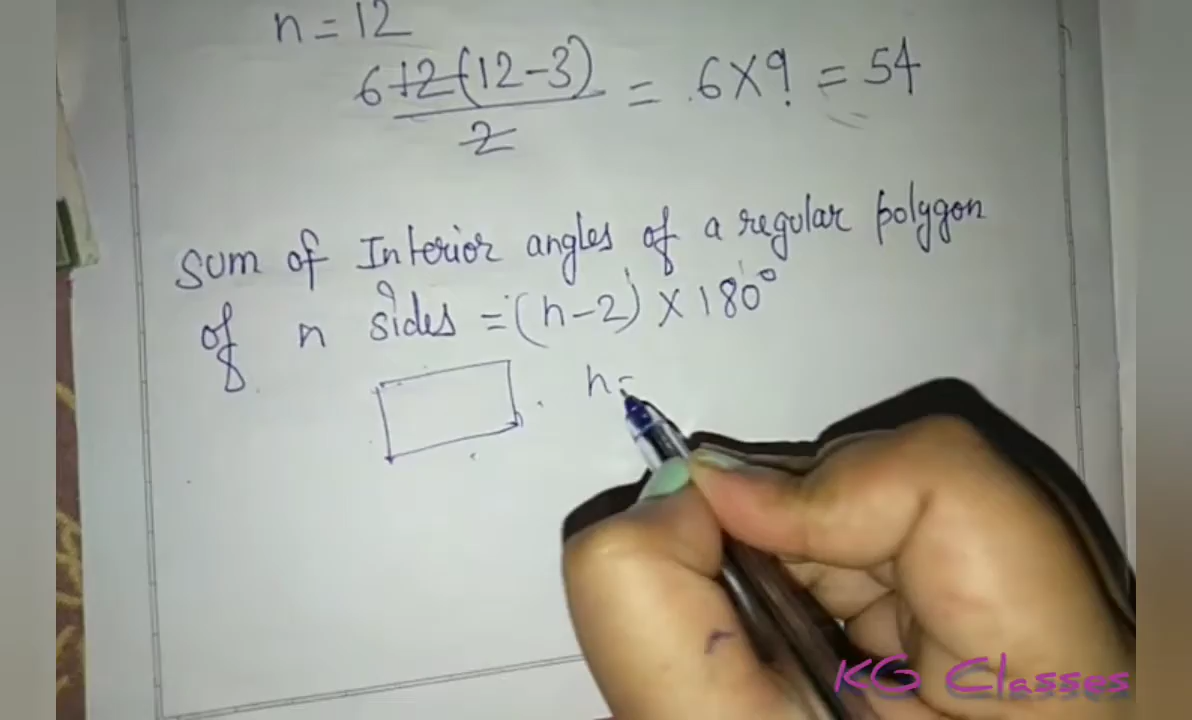 n = 12
6 12 (12-3) / 2 = 6 × 9 = 54
Sum of Interior angles of a regular polygon
of n sides = (n-2) × 180°
n =
KG Classes